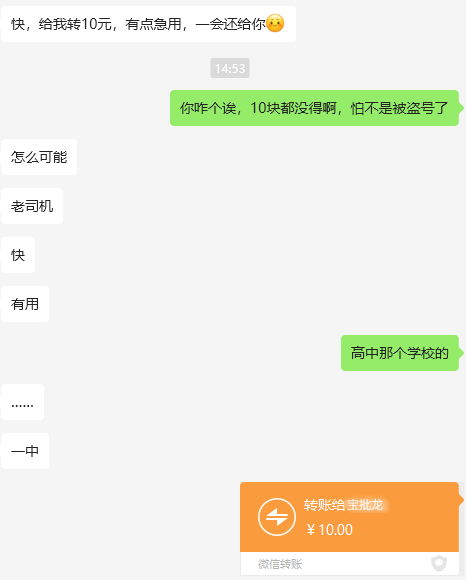 快，给我转10元，有点急用，一会还给你
14:53
你咋个诶，10块都没得啊，怕不是被盗号了
怎么可能
老司机
快
有用
高中那个学校的
……
一中
转账给宝批龙
￥10.00
微信转账